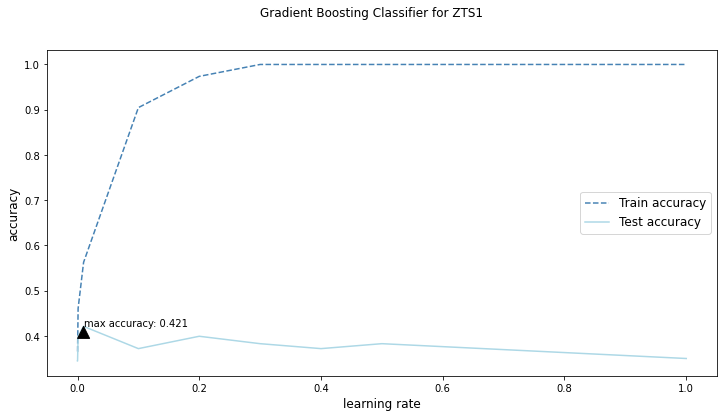 Gradient Boosting Classifier for ZTS1
accuracy
1.0
0.9
0.8
0.7
0.6
0.5
0.4
max accuracy: 0.421
Train accuracy
Test accuracy
0.0 0.2 0.4 0.6 0.8 1.0
learning rate